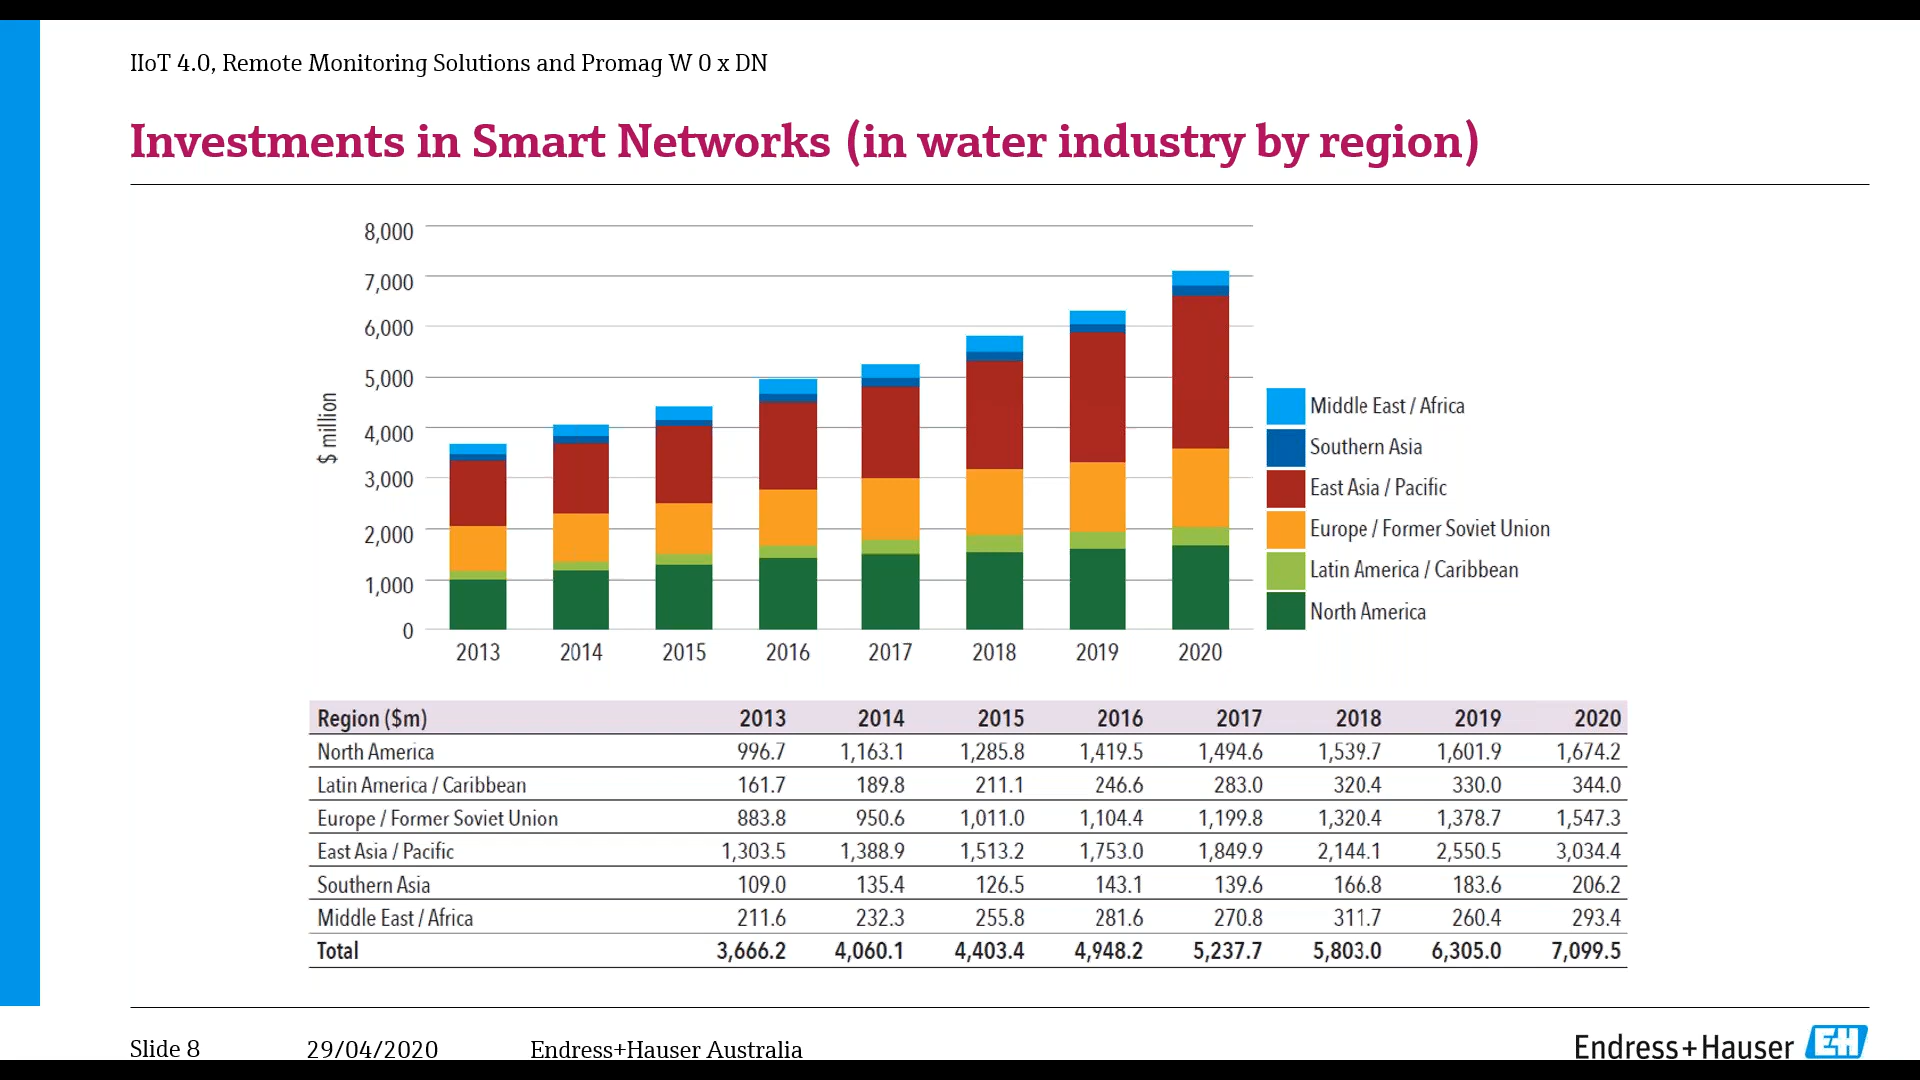 IIoT 4.0, Remote Monitoring Solutions and Promag W 0 x DN
Investments in Smart Networks (in water industry by region)
8,000
7,000
6,000
5,000
4,000
3,000
2,000
1,000
0
$ million
2013 2014 2015 2016 2017 2018 2019 2020
Middle East / Africa
Southern Asia
East Asia / Pacific
Europe / Former Soviet Union
Latin America / Caribbean
North America
Region ($m) 2013 2014 2015 2016 2017 2018 2019 2020
North America 996.7 1,163.1 1,285.8 1,419.5 1,494.6 1,539.7 1,601.9 1,674.2
Latin America / Caribbean 161.7 189.8 211.1 246.6 283.0 320.4 330.0 344.0
Europe / Former Soviet Union 883.8 950.6 1,011.0 1,104.4 1,199.8 1,320.4 1,378.7 1,547.3
East Asia / Pacific 1,303.5 1,388.9 1,513.2 1,753.0 1,849.9 2,144.1 2,550.5 3,034.4
Southern Asia 109.0 135.4 126.5 143.1 139.6 166.8 183.6 206.2
Middle East / Africa 211.6 232.3 255.8 281.6 270.8 311.7 260.4 293.4
Total 3,666.2 4,060.1 4,403.4 4,948.2 5,237.7 5,803.0 6,305.0 7,099.5
Slide 8 29/04/2020 Endress+Hauser Australia
Endress+Hauser EH